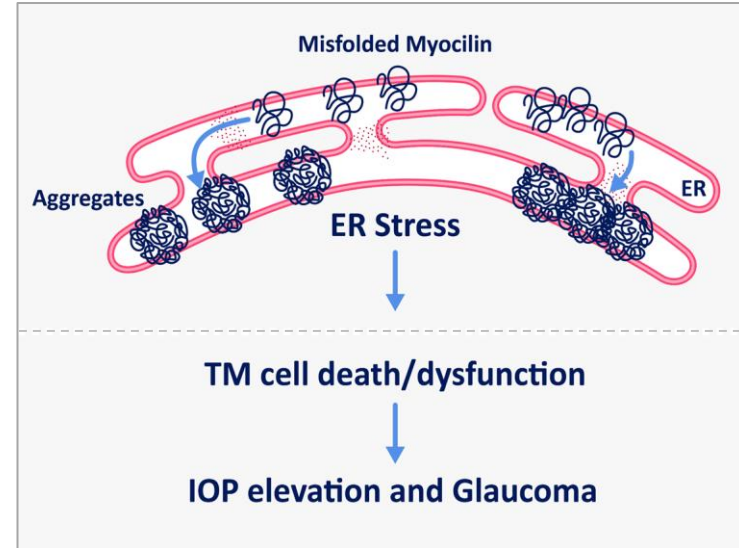 Misfolded Myocilin
Aggregates
ER
ER Stress
TM cell death/dysfunction
IOP elevation and Glaucoma